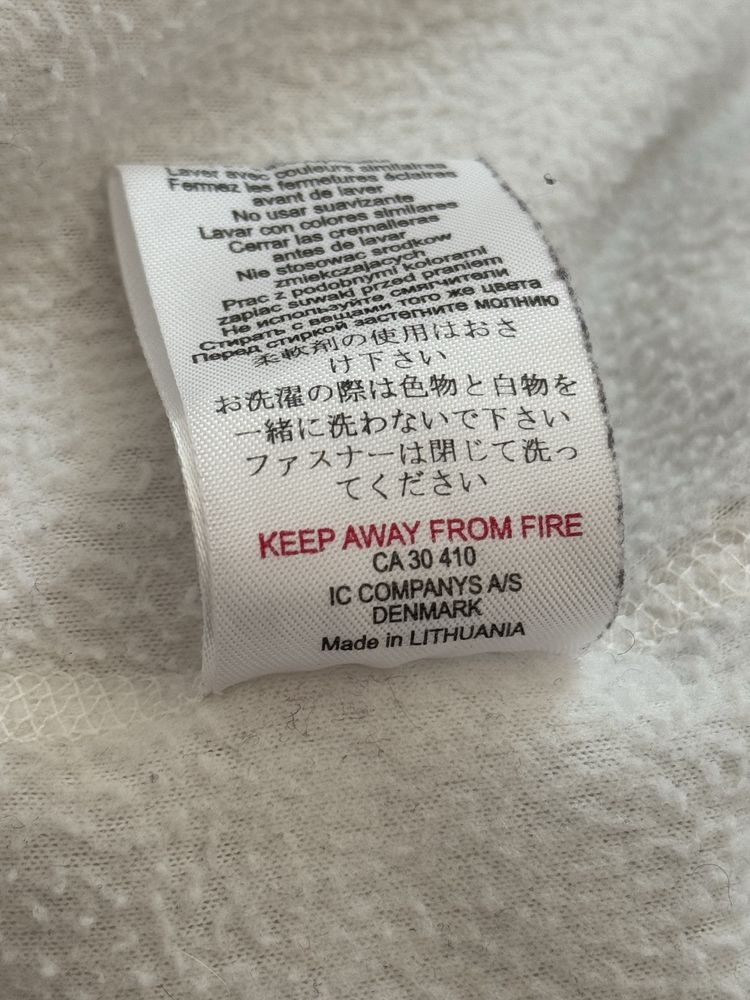 Laver avec couleurs similaires
Fermez les fermetures éclaires
avant de laver
No usar suavizante
Lavar con colores similares
Cerrar las cremalleras
antes de lavar
Nie stosowac srodkow
zmiekczajacych
Prac z podobnymi kolorami
zapiac suwaki przed praniem
Не используйте смягчители
Стирать с вещами того же цвета
Перед стиркой застегните молнию
柔軟剤の使用はおさ
け下さい
お洗濯の際は色物と白物を
一緒に洗わないで下さい
ファスナーは閉じて洗っ
てください
KEEP AWAY FROM FIRE
CA 30 410
IC COMPANYS A/S
DENMARK
Made in LITHUANIA